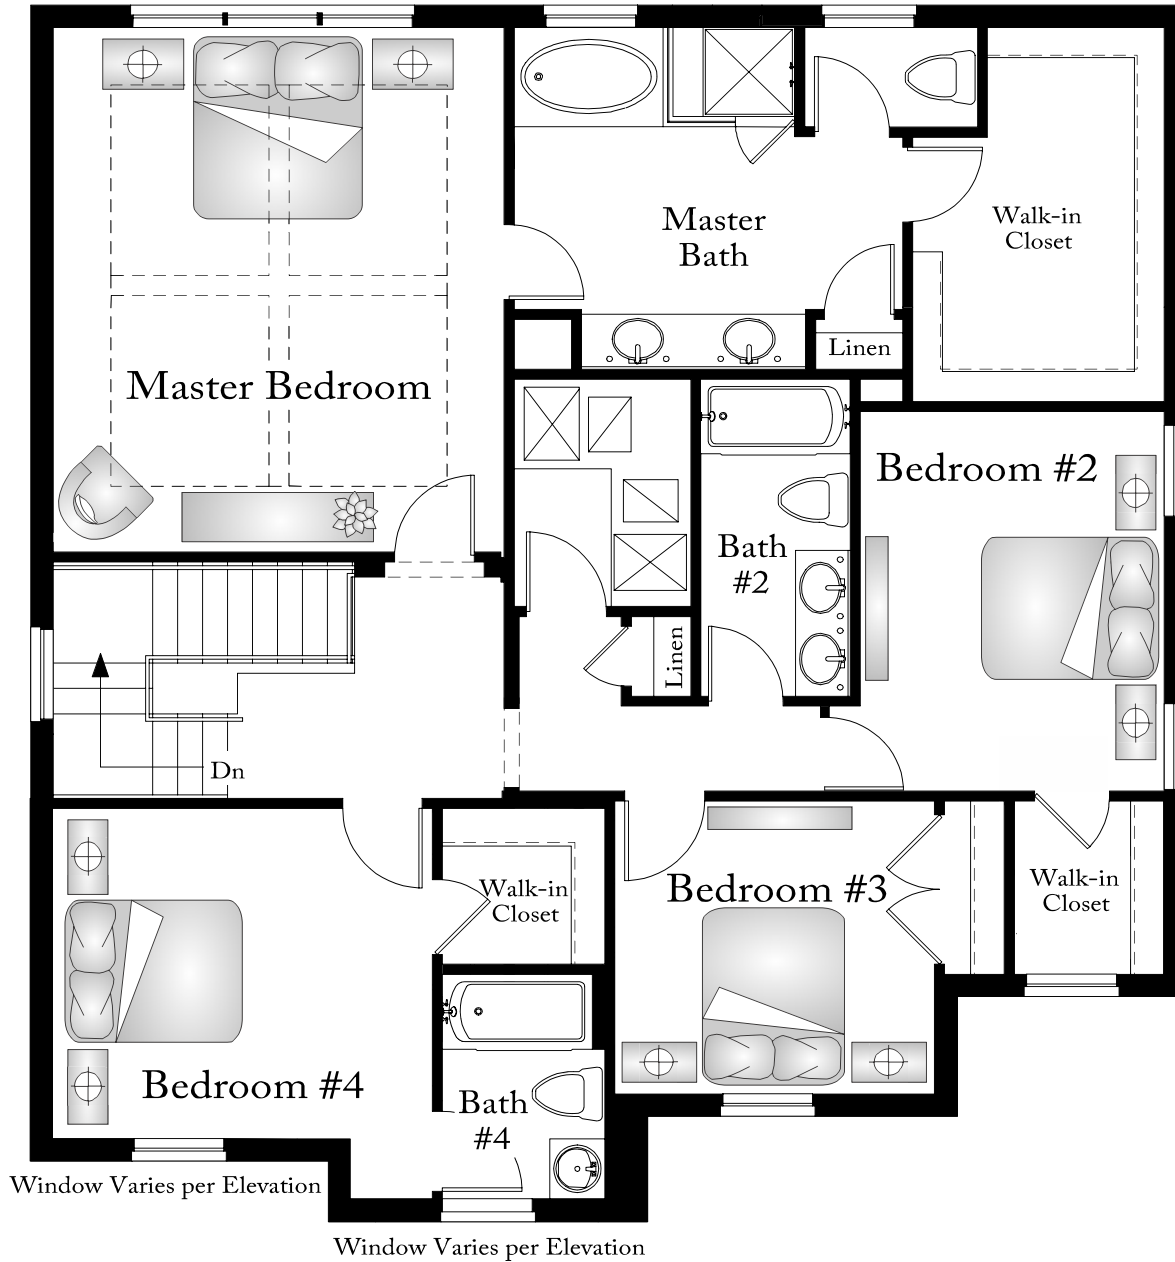 Master
Bath
Walk-in
Closet
Linen
Master Bedroom
Bedroom #2
Bath
#2
Linen
Dn
Walk-in
Closet
Bedroom #3
Walk-in
Closet
Bedroom #4
Bath
#4
Window Varies per Elevation
Window Varies per Elevation